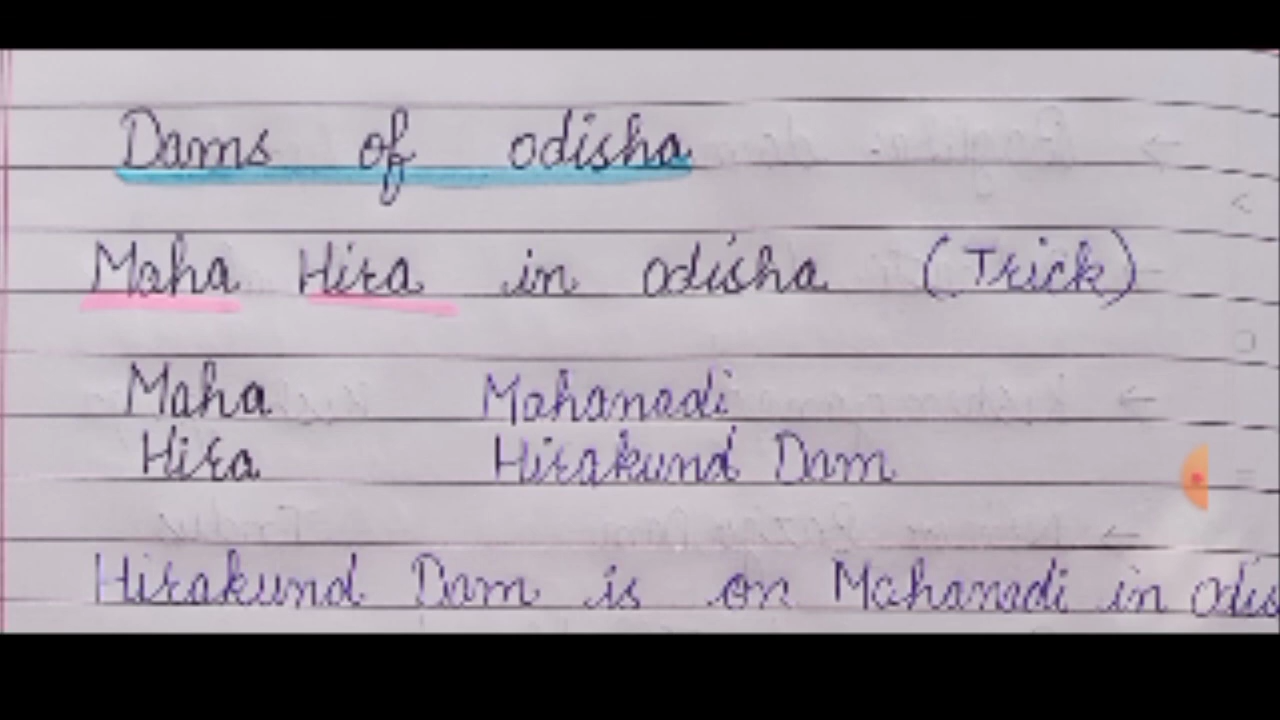 Dams of odisha
Maha Hira in odisha (Trick)
Maha Mahanadi
Hira Hirakund Dam
Hirakund Dam is on Mahanadi in odis